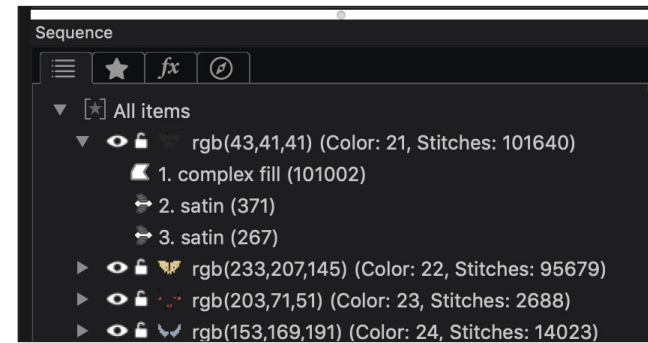 Sequence
fx
All items
rgb(43,41,41) (Color: 21, Stitches: 101640)
1. complex fill (101002)
2. satin (371)
3. satin (267)
rgb(233,207,145) (Color: 22, Stitches: 95679)
rgb(203,71,51) (Color: 23, Stitches: 2688)
rgb(153,169,191) (Color: 24, Stitches: 14023)